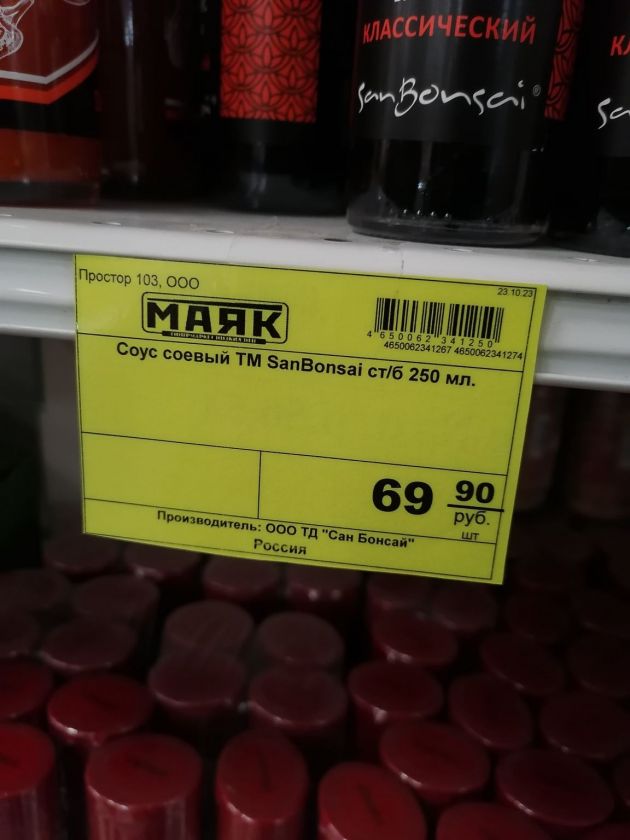 КЛАССИЧЕСКИЙ
SanBonsai®
Простор 103, ООО
23.10.23
МАЯК
4 650062 341250
4650062341267 4650062341274
Соус соевый ТМ SanBonsai ст/б 250 мл.
69 90
руб.
шт
Производитель: ООО ТД "Сан Бонсай"
Россия